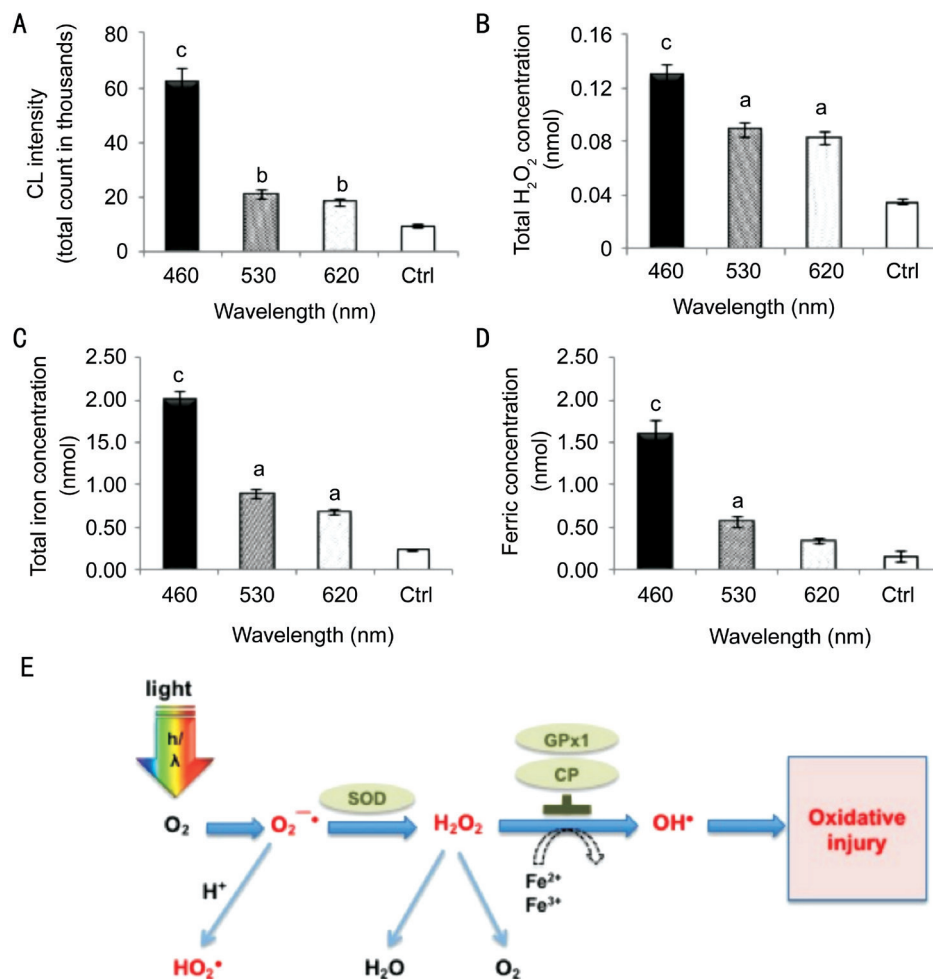 A
CL intensity
(total count in thousands)
80
60
40
20
0
c
b
b
460 530 620 Ctrl
Wavelength (nm)
B
Total H₂O₂ concentration
(nmol)
0.16
0.12
0.08
0.04
0
c
a
a
460 530 620 Ctrl
Wavelength (nm)
C
Total iron concentration
(nmol)
2.50
2.00
15.0
1.00
0.50
0.00
c
a
a
460 530 620 Ctrl
Wavelength (nm)
D
Ferric concentration
(nmol)
2.50
2.00
1.50
1.00
0.50
0.00
c
a
460 530 620 Ctrl
Wavelength (nm)
E
light
h/
λ
GPx1
CP
SOD
O₂
O₂⁻•
H₂O₂
OH•
Oxidative
injury
Fe²⁺
Fe³⁺
H⁺
HO₂•
H₂O
O₂